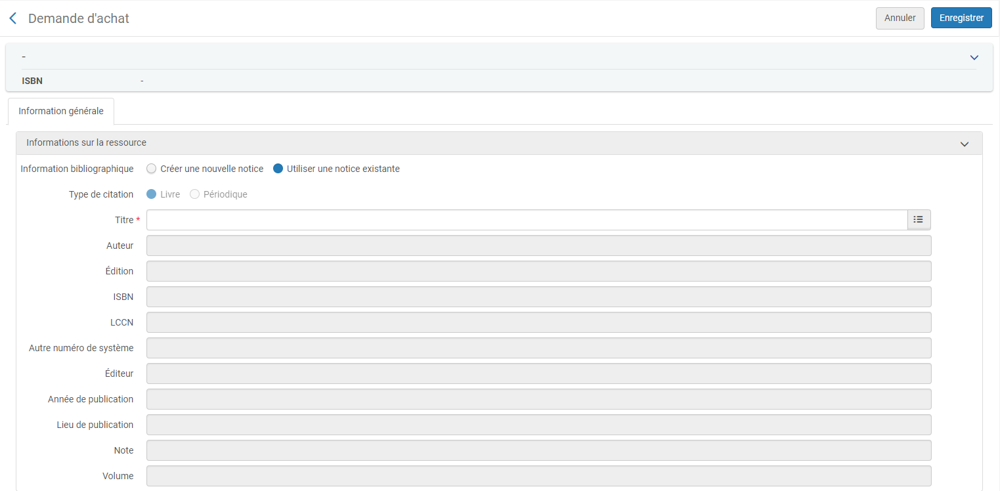 Demande d'achat
Annuler
Enregistrer
-
ISBN -
Information générale
Informations sur la ressource
Information bibliographique Créer une nouvelle notice Utiliser une notice existante
Type de citation Livre Périodique
Titre *
Auteur
Édition
ISBN
LCCN
Autre numéro de système
Éditeur
Année de publication
Lieu de publication
Note
Volume